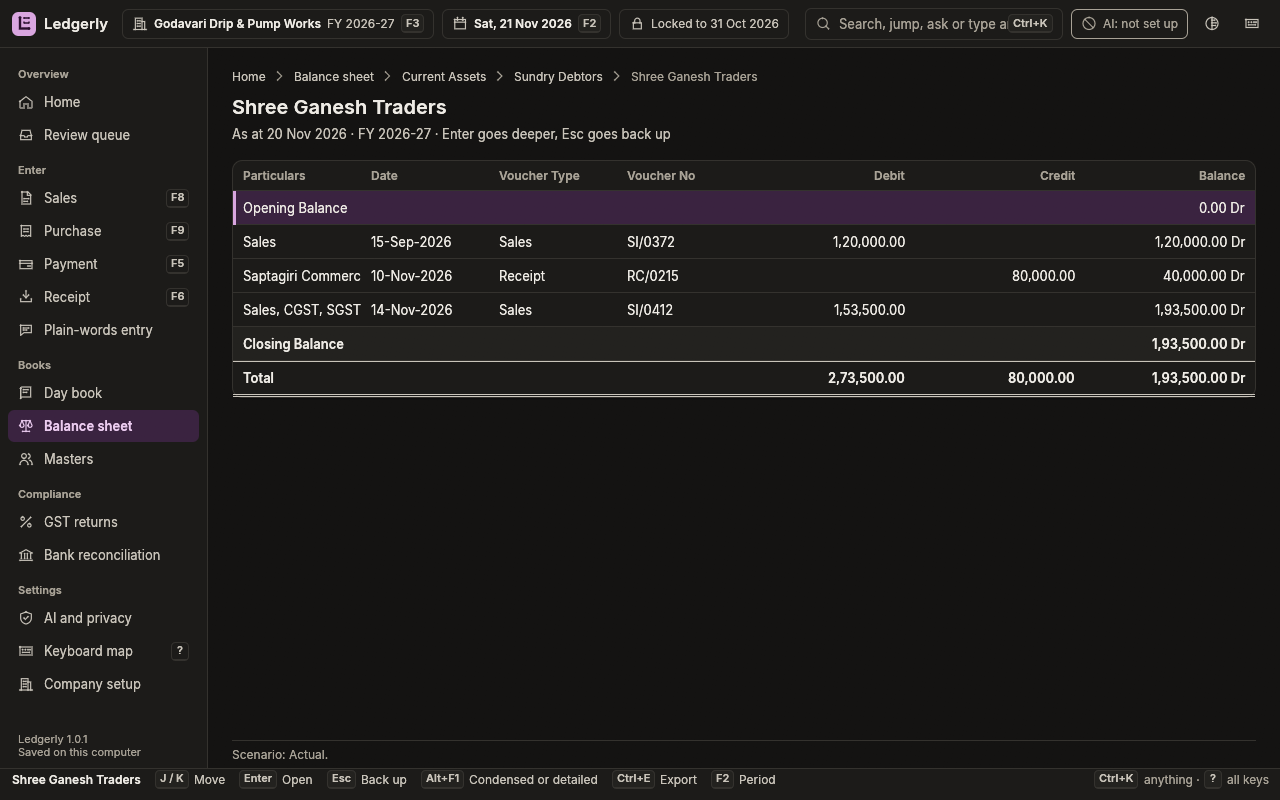 Ledgerly
Godavari Drip & Pump Works FY 2026-27 F3
Sat, 21 Nov 2026 F2
Locked to 31 Oct 2026
Search, jump, ask or type a Ctrl+K
AI: not set up
Overview
Home
Review queue
Enter
Sales F8
Purchase F9
Payment F5
Receipt F6
Plain-words entry
Books
Day book
Balance sheet
Masters
Compliance
GST returns
Bank reconciliation
Settings
AI and privacy
Keyboard map ?
Company setup
Ledgerly 1.0.1
Saved on this computer
Home > Balance sheet > Current Assets > Sundry Debtors > Shree Ganesh Traders
Shree Ganesh Traders
As at 20 Nov 2026 · FY 2026-27 · Enter goes deeper, Esc goes back up
Particulars Date Voucher Type Voucher No Debit Credit Balance
Opening Balance 0.00 Dr
Sales 15-Sep-2026 Sales SI/0372 1,20,000.00 1,20,000.00 Dr
Saptagiri Commerc 10-Nov-2026 Receipt RC/0215 80,000.00 40,000.00 Dr
Sales, CGST, SGST 14-Nov-2026 Sales SI/0412 1,53,500.00 1,93,500.00 Dr
Closing Balance 1,93,500.00 Dr
Total 2,73,500.00 80,000.00 1,93,500.00 Dr
Scenario: Actual.
Shree Ganesh Traders J / K Move Enter Open Esc Back up Alt+F1 Condensed or detailed Ctrl+E Export F2 Period Ctrl+K anything · ? all keys